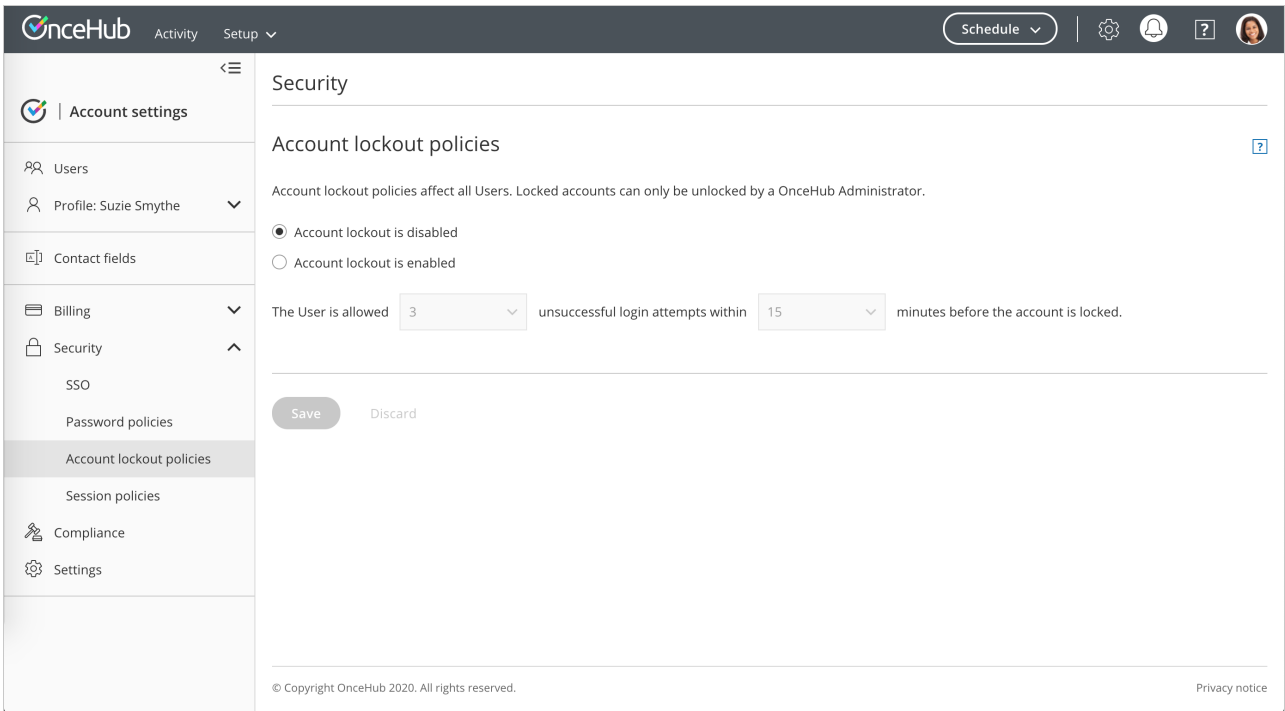 OnceHub Activity Setup Schedule ?
Account settings
Users
Profile: Suzie Smythe
Contact fields
Billing
Security
SSO
Password policies
Account lockout policies
Session policies
Compliance
Settings
Security
Account lockout policies ?
Account lockout policies affect all Users. Locked accounts can only be unlocked by a OnceHub Administrator.
Account lockout is disabled
Account lockout is enabled
The User is allowed 3 unsuccessful login attempts within 15 minutes before the account is locked.
Save Discard
© Copyright OnceHub 2020. All rights reserved. Privacy notice